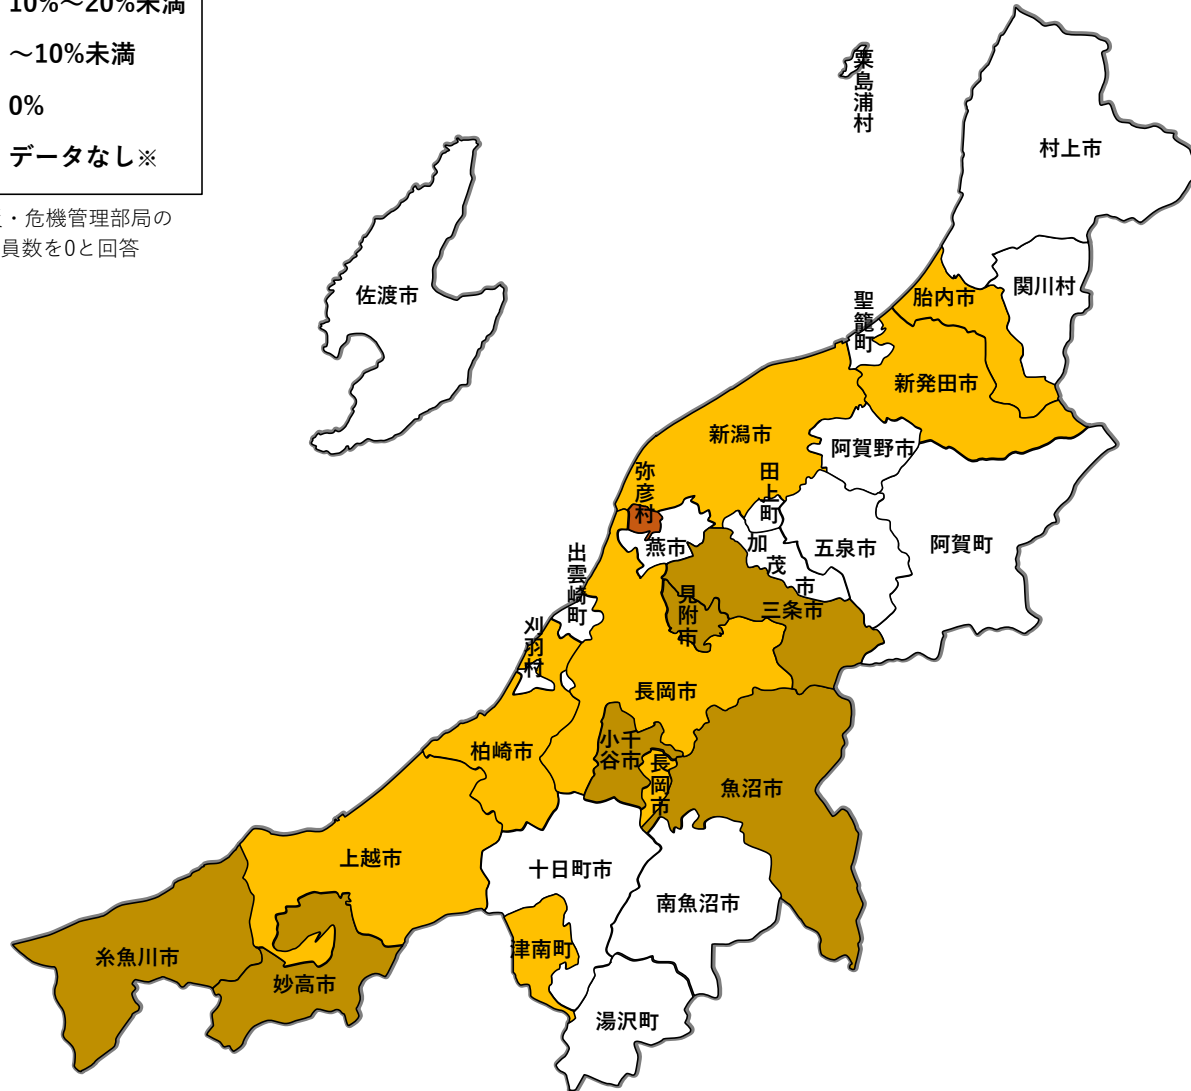 10%～20%未満
～10%未満
0%
データなし※
・危機管理部局の
員数を0と回答
粟島浦村
村上市
佐渡市
関川村
胎内市
聖籠町
新発田市
新潟市
阿賀野市
弥彦村
田上町
燕市
加茂市
五泉市
阿賀町
出雲崎町
見附市
三条市
刈羽村
長岡市
小千谷市
長岡市
柏崎市
魚沼市
上越市
十日町市
南魚沼市
津南町
糸魚川市
妙高市
湯沢町